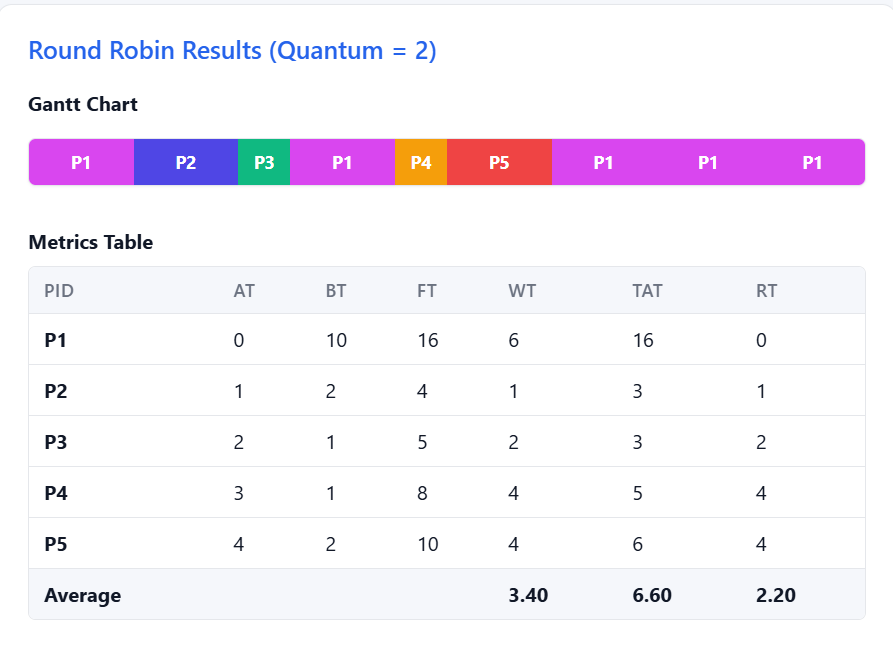 Round Robin Results (Quantum = 2)
Gantt Chart
P1 P2 P3 P1 P4 P5 P1 P1 P1
Metrics Table
PID AT BT FT WT TAT RT
P1 0 10 16 6 16 0
P2 1 2 4 1 3 1
P3 2 1 5 2 3 2
P4 3 1 8 4 5 4
P5 4 2 10 4 6 4
Average 3.40 6.60 2.20